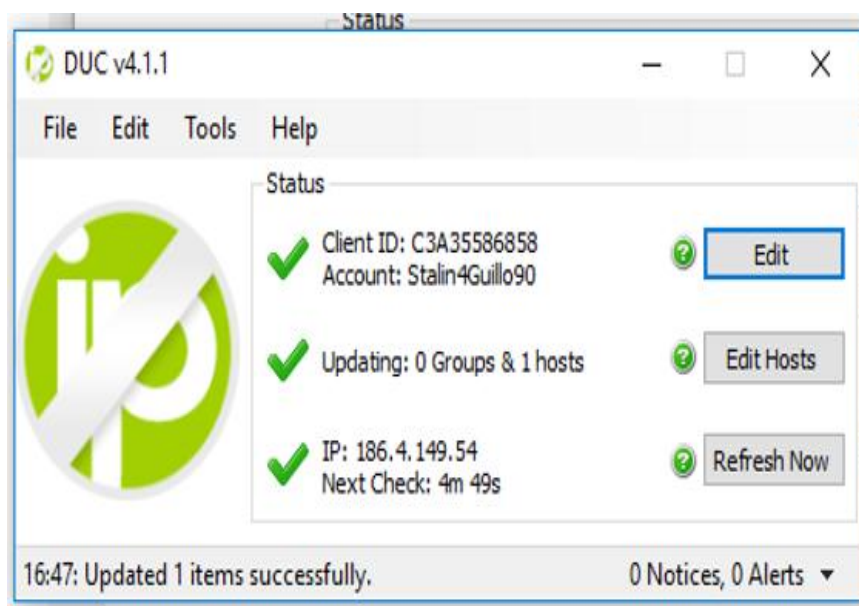 Status
DUC v4.1.1
File Edit Tools Help
Status
Client ID: C3A35586858
Account: Stalin4Guillo90
Edit
Updating: 0 Groups & 1 hosts
Edit Hosts
IP: 186.4.149.54
Next Check: 4m 49s
Refresh Now
ip
16:47: Updated 1 items successfully.
0 Notices, 0 Alerts